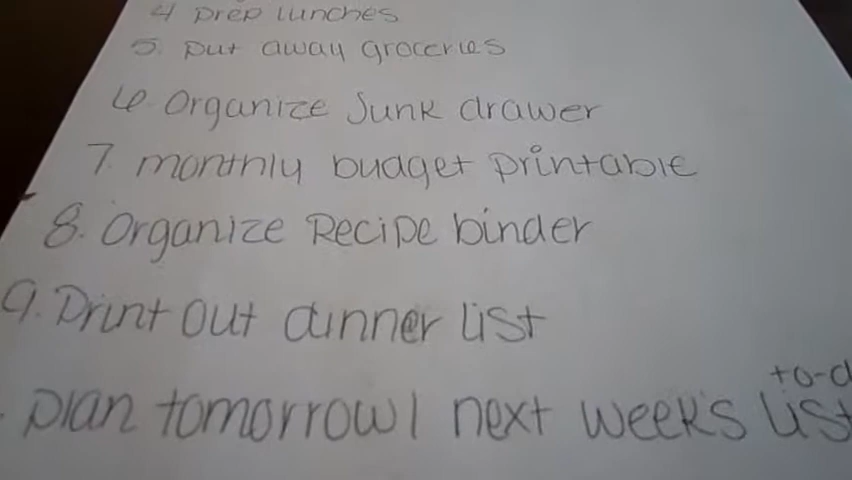 4 prep lunches
5. put away groceries
6 Organize Junk drawer
7. monthly budget printable
8. Organize Recipe binder
9. Print out dinner list
to-d
plan tomorrow/ next week's list